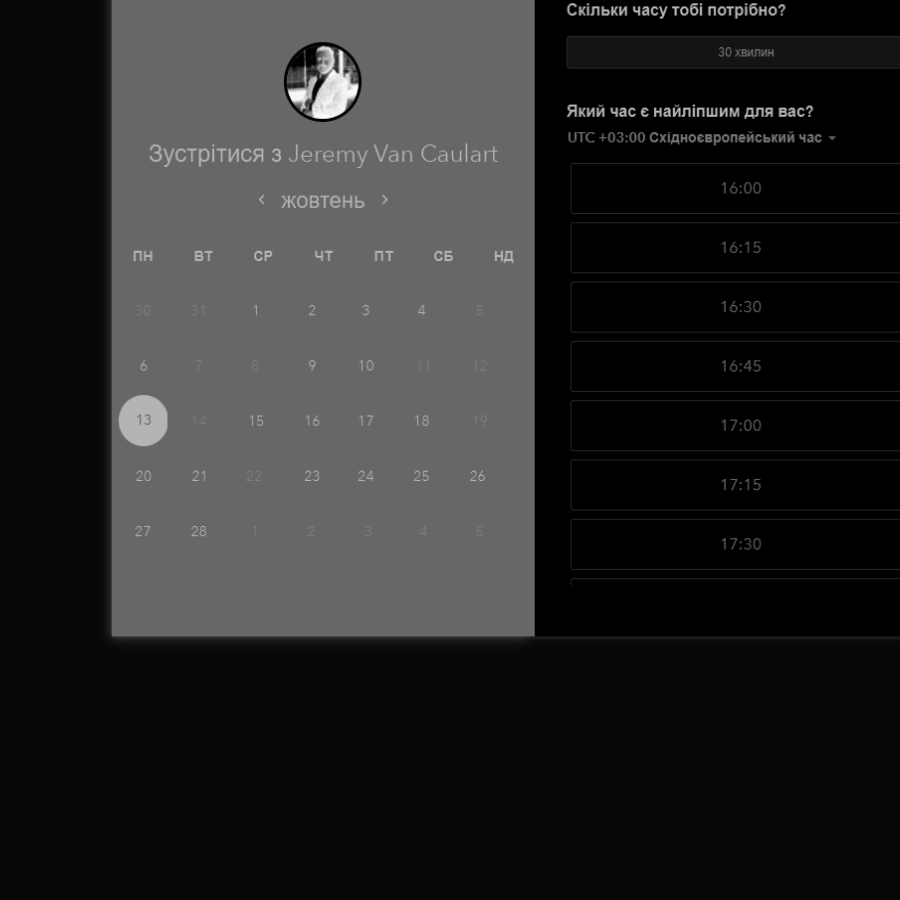 Зустрітися з Jeremy Van Caulart
жовтень
ПН ВТ СР ЧТ ПТ СБ НД
30 31 1 2 3 4 5
6 7 8 9 10 11 12
13 14 15 16 17 18 19
20 21 22 23 24 25 26
27 28 1 2 3 4 5
Скільки часу тобі потрібно?
30 хвилин
Який час є найліпшим для вас?
UTC +03:00 Східноєвропейський час
16:00
16:15
16:30
16:45
17:00
17:15
17:30